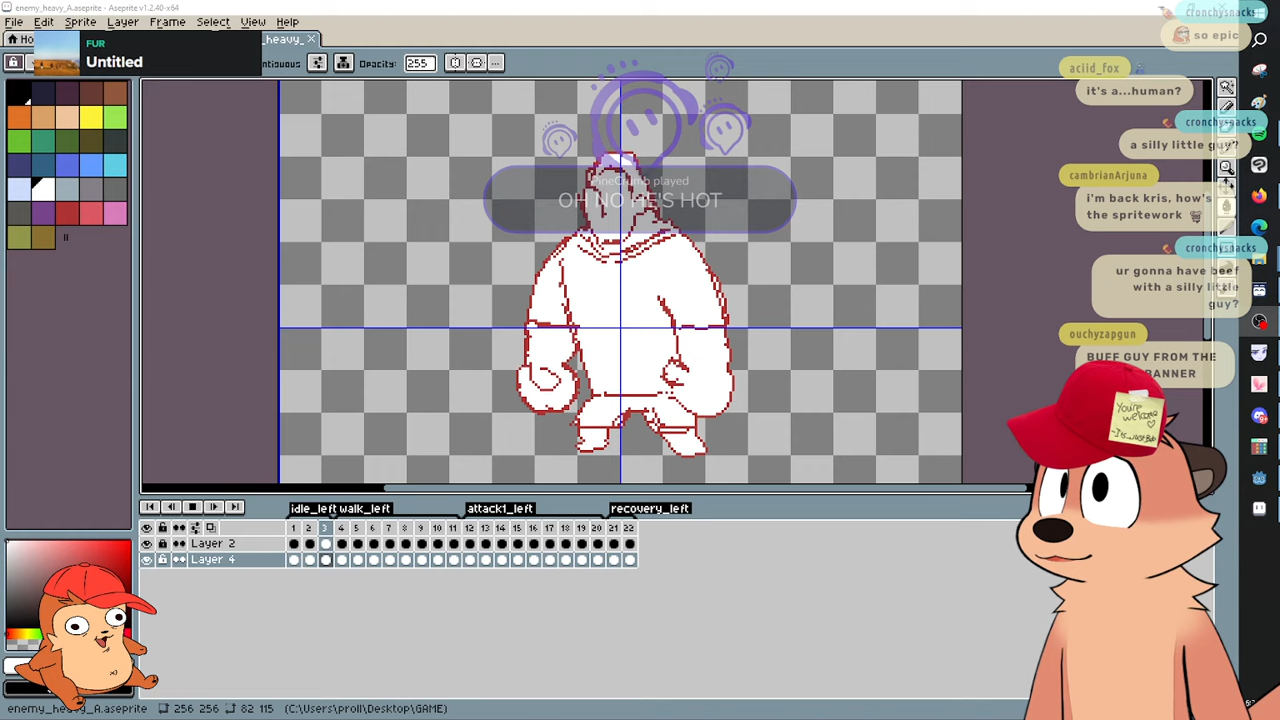 enemy_heavy_A.aseprite - Aseprite v1.2.40-x64
File Edit Sprite Layer Frame Select View Help
_heavy_
FUR
Untitled
Opacity: 255
PineCrumb played
OH NO HE'S HOT
cronchysnacks
so epic
aciid_fox
it's a...human?
cronchysnacks
a silly little guy?
cambrianArjuna
i'm back kris, how's
the spritework
cronchysnacks
ur gonna have beef
with a silly little
guy?
ouchyzapgun
BUFF GUY FROM THE
BANNER
You're
welcome
idle_left walk_left attack1_left recovery_left
1 2 3 4 5 6 7 8 9 10 11 12 13 14 15 16 17 18 19 20 21 22
Layer 2
Layer 4
enemy_heavy_A.aseprite 256 256 82 115 (C:\Users\proll\Desktop\GAME)